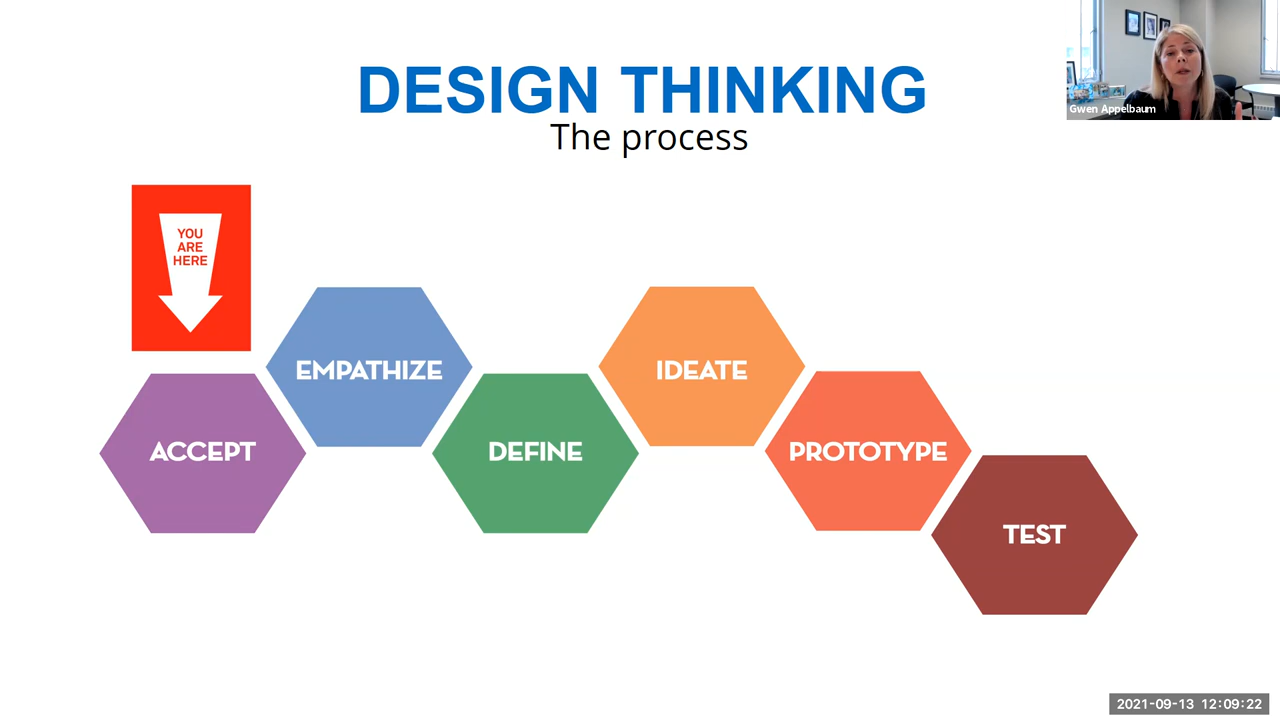 DESIGN THINKING
The process
Gwen Appelbaum
YOU
ARE
HERE
EMPATHIZE
IDEATE
ACCEPT
DEFINE
PROTOTYPE
TEST
2021-09-13 12:09:22